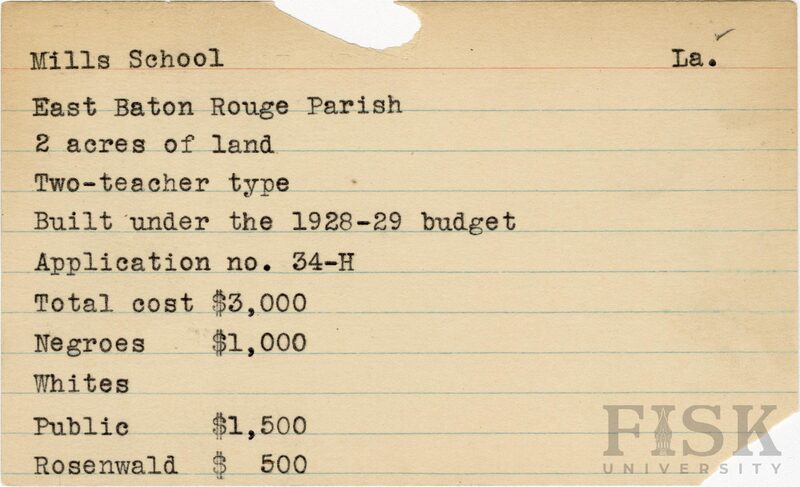 Mills School La.
East Baton Rouge Parish
2 acres of land
Two-teacher type
Built under the 1928-29 budget
Application no. 34-H
Total cost $3,000
Negroes $1,000
Whites
Public $1,500
Rosenwald $ 500
FISK
UNIVERSITY